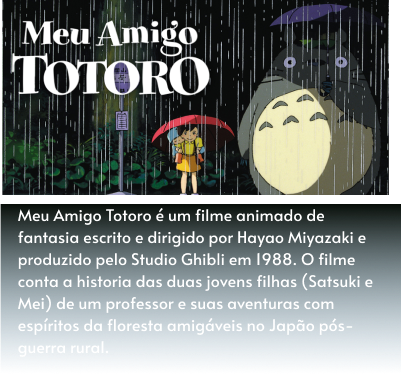 Meu Amigo
TOTORO
Meu Amigo Totoro é um filme animado de
fantasia escrito e dirigido por Hayao Miyazaki e
produzido pelo Studio Ghibli em 1988. O filme
conta a historia das duas jovens filhas (Satsuki e
Mei) de um professor e suas aventuras com
espíritos da floresta amigáveis no Japão pós-
guerra rural.